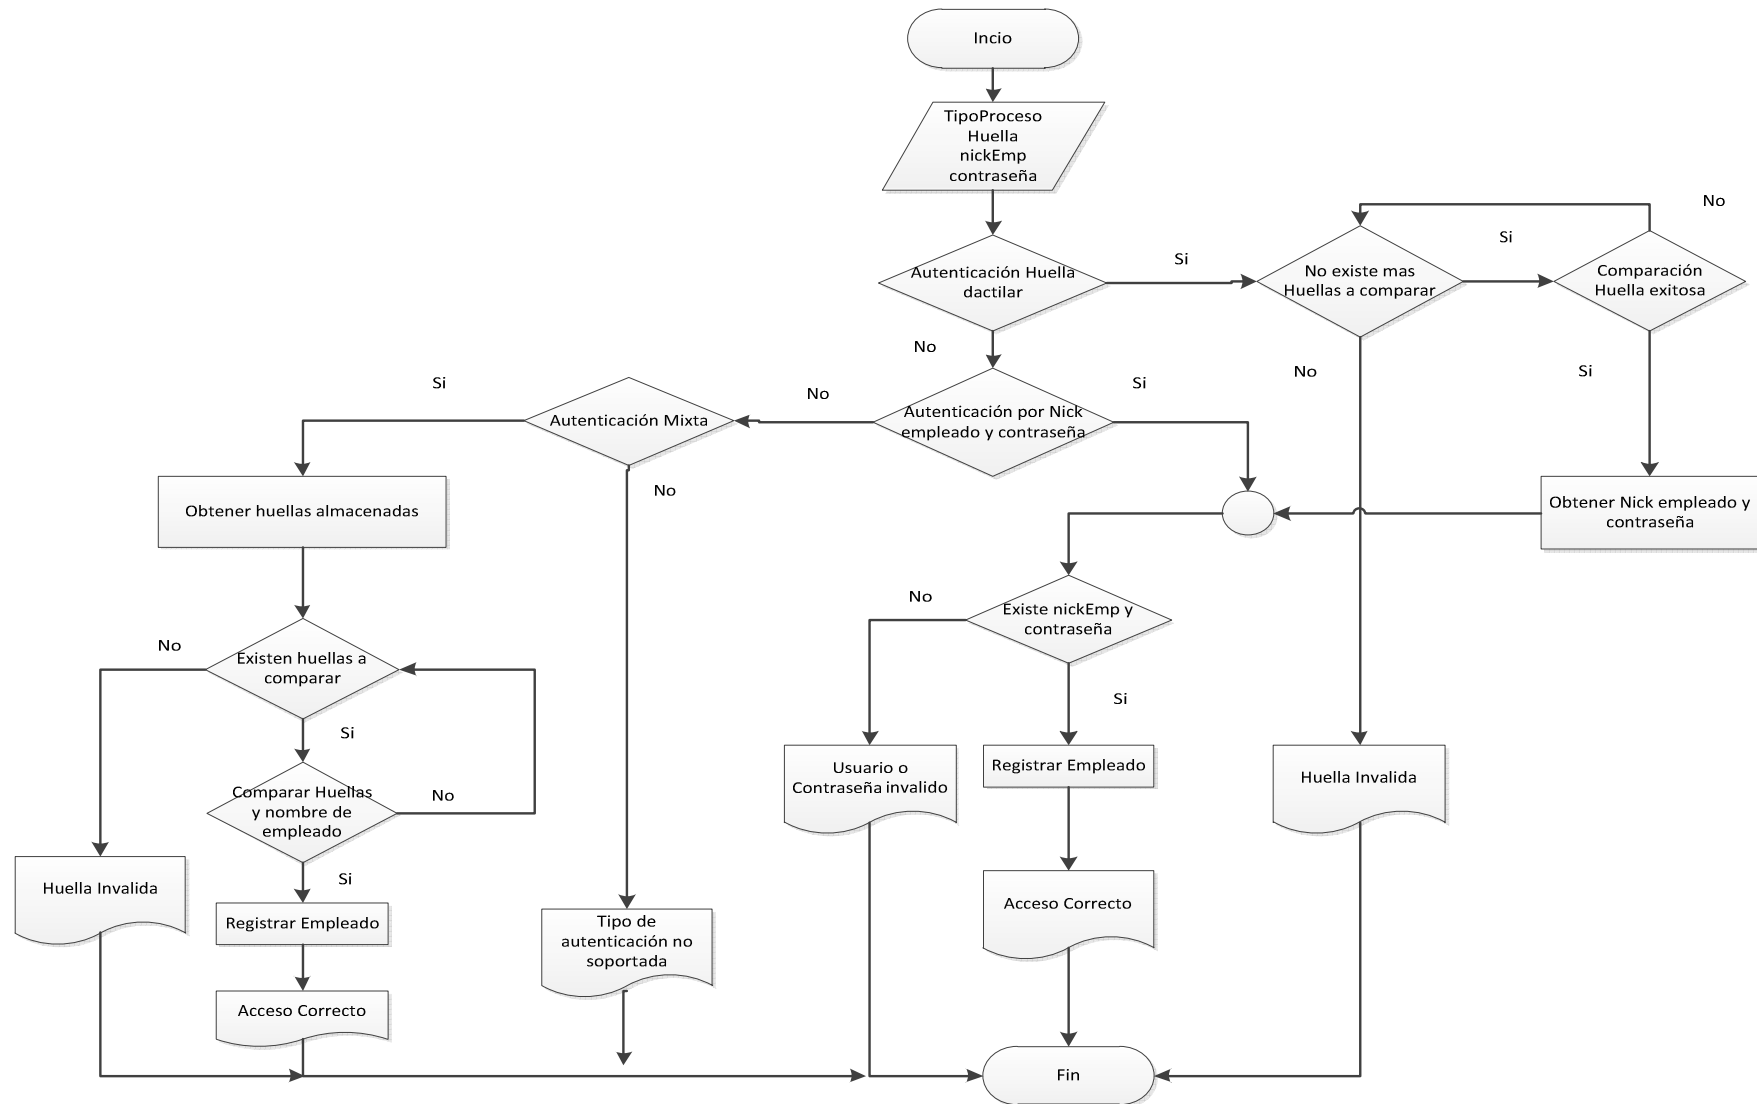 Incio
TipoProceso
Huella
nickEmp
contraseña
No
Si
Si
Autenticación Huella
dactilar
No existe mas
Huellas a comparar
Comparación
Huella exitosa
No
No
Si
Si
Si
No
Autenticación Mixta
Autenticación por Nick
empleado y contraseña
No
Obtener huellas almacenadas
Obtener Nick empleado y
contraseña
No
Existe nickEmp y
contraseña
No
Existen huellas a
comparar
Si
Si
Comparar Huellas
y nombre de
empleado
No
Usuario o
Contraseña invalido
Registrar Empleado
Huella Invalida
Si
Huella Invalida
Registrar Empleado
Tipo de
autenticación no
soportada
Acceso Correcto
Acceso Correcto
Fin